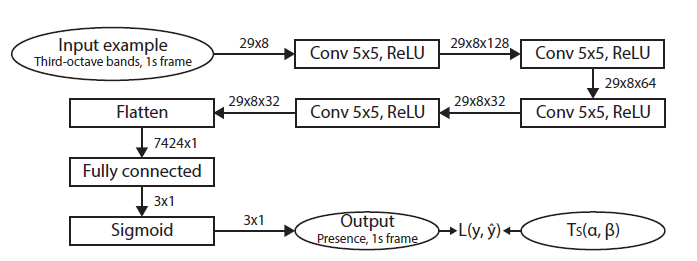 Input example
Third-octave bands, 1s frame
29x8
Conv 5x5, ReLU
29x8x128
Conv 5x5, ReLU
29x8x64
Conv 5x5, ReLU
29x8x32
Conv 5x5, ReLU
29x8x32
Flatten
7424x1
Fully connected
3x1
Sigmoid
3x1
Output
Presence, 1s frame
L(y, ŷ)
Ts(α, β)